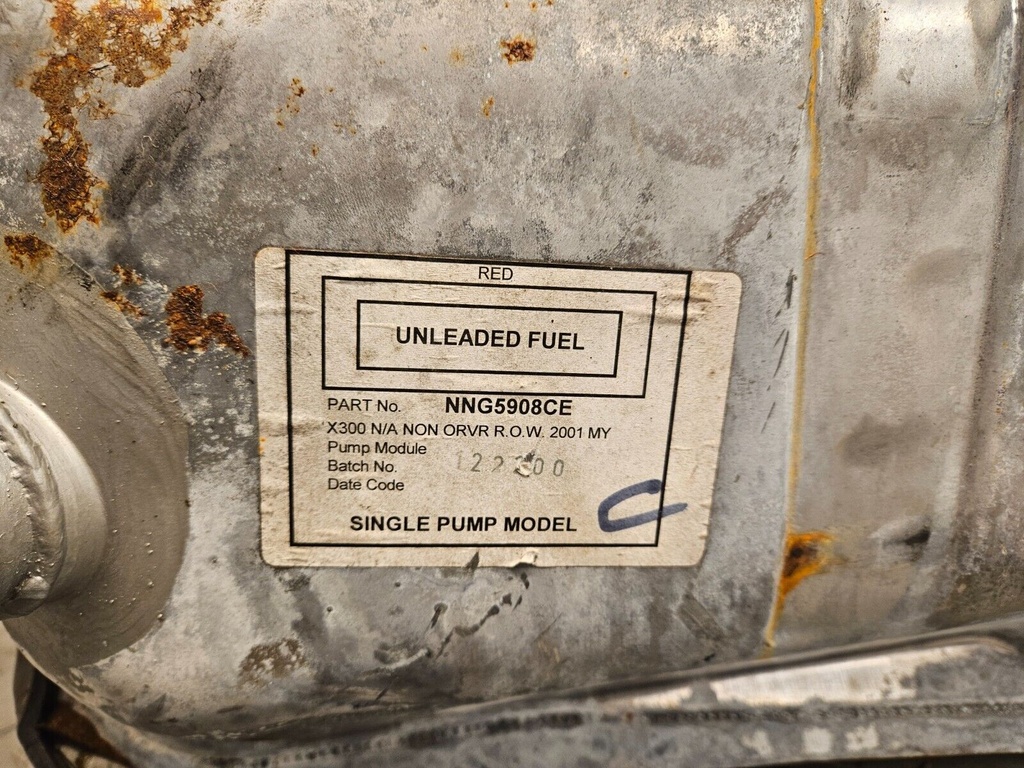 RED
UNLEADED FUEL
PART No. NNG5908CE
X300 N/A NON ORVR R.O.W. 2001 MY
Pump Module
Batch No.
Date Code
SINGLE PUMP MODEL C